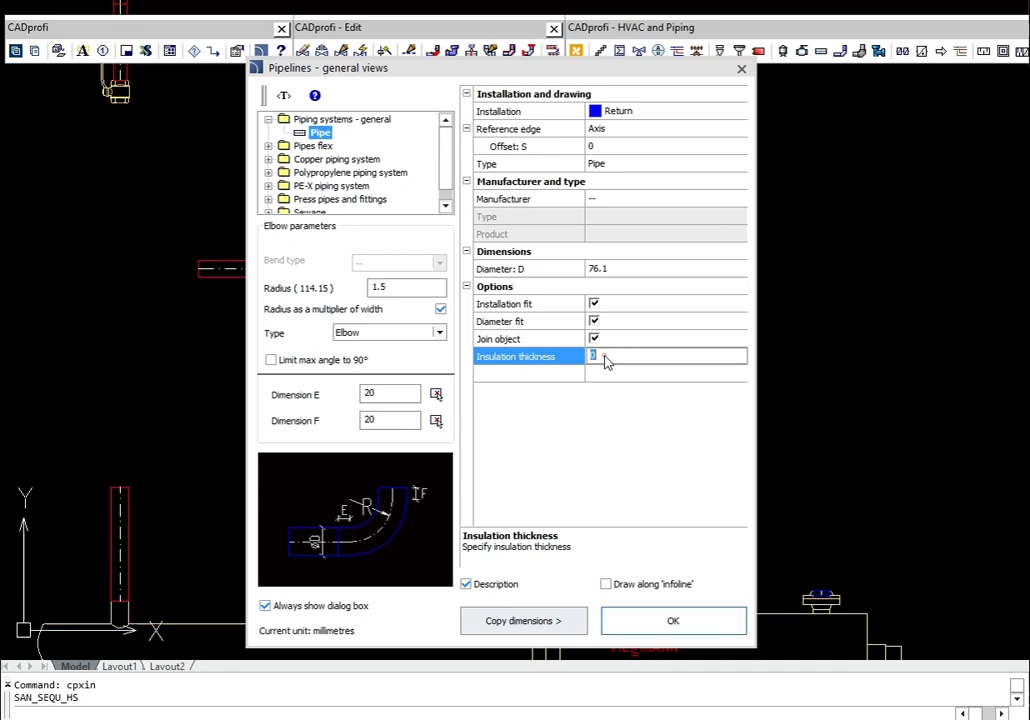 CADprofi
CADprofi - Edit
CADprofi - HVAC and Piping
Pipelines - general views
Piping systems - general
Pipe
Pipes flex
Copper piping system
Polypropylene piping system
PE-X piping system
Press pipes and fittings
Sewage
Elbow parameters
Bend type --
Radius ( 114.15) 1.5
Radius as a multiplier of width
Type Elbow
Limit max angle to 90°
Dimension E 20
Dimension F 20
E R F
øD
Always show dialog box
Current unit: millimetres
Installation and drawing
Installation Return
Reference edge Axis
Offset: S 0
Type Pipe
Manufacturer and type
Manufacturer --
Type
Product
Dimensions
Diameter: D 76.1
Options
Installation fit
Diameter fit
Join object
Insulation thickness 0
Insulation thickness
Specify insulation thickness
Description
Draw along 'infoline'
Copy dimensions >
OK
Y
X
Model Layout1 Layout2
Command: cpxin
SAN_SEQU_HS